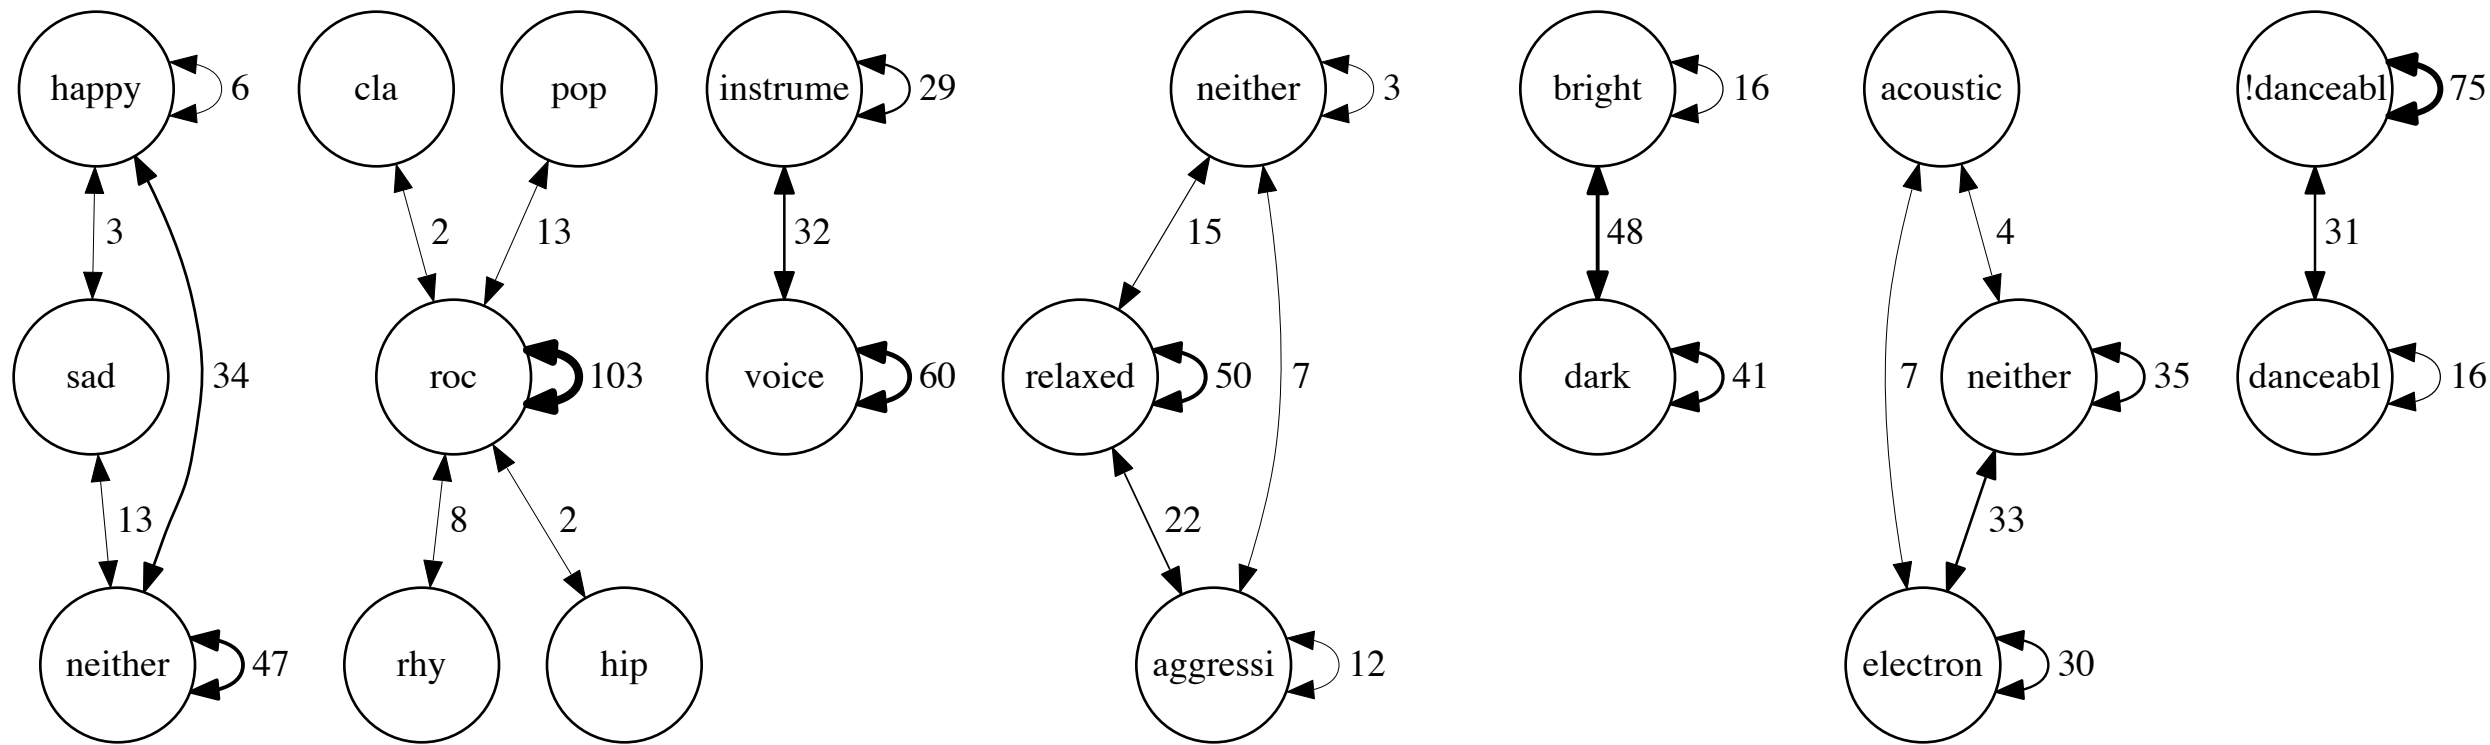 happy 6 cla pop instrume 29 neither 3 bright 16 acoustic !danceabl 75
3 2 13 32 15 48 4 31
sad 34 roc 103 voice 60 relaxed 50 7 dark 41 7 neither 35 danceabl 16
13 8 2 22 33
neither 47 rhy hip aggressi 12 electron 30